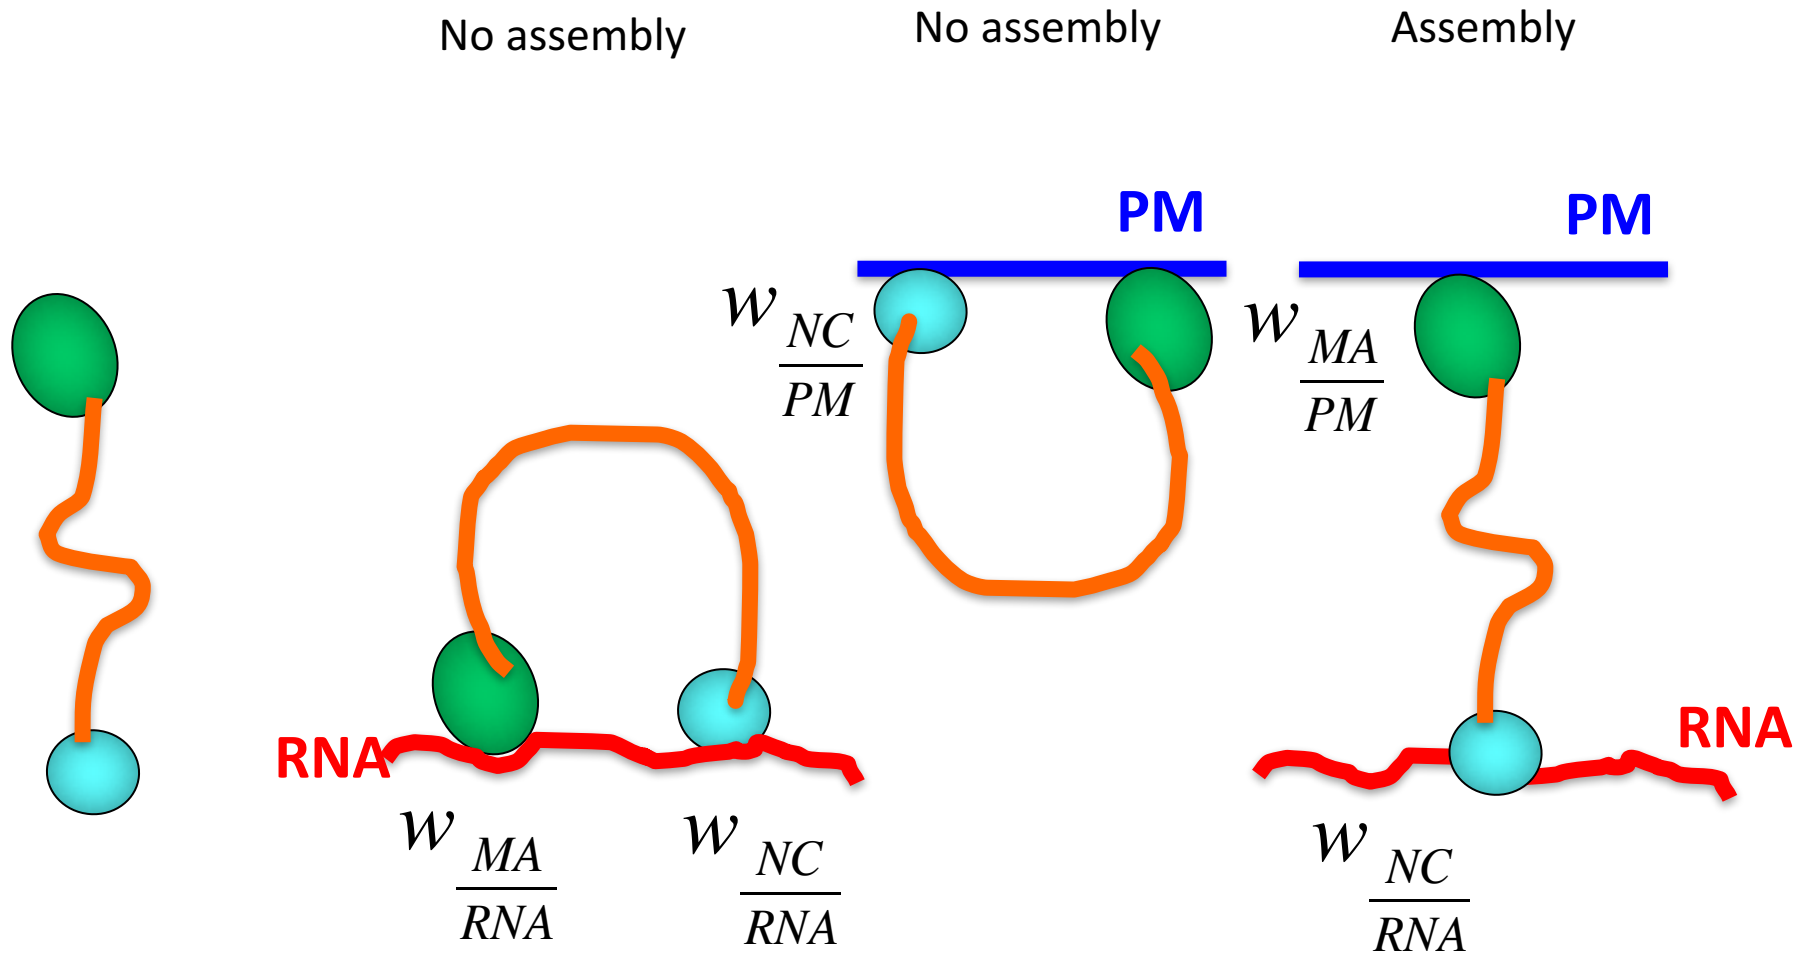 No assembly
No assembly
Assembly
PM
PM
w NC/PM
w MA/PM
RNA
RNA
w MA/RNA
w NC/RNA
w NC/RNA